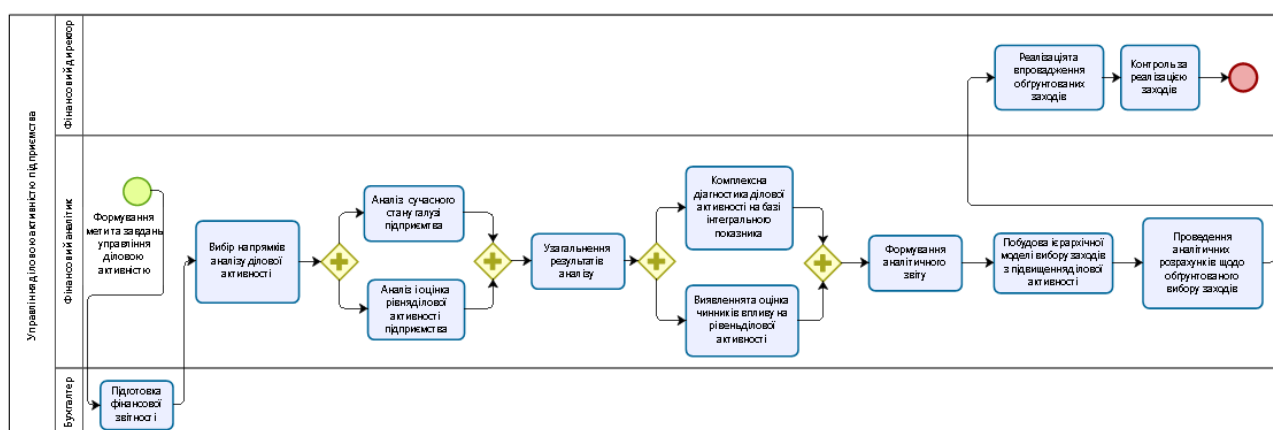 Управління діловою активністю підприємства
Фінансовий директор
Реалізація та
впровадження
обґрунтованих
заходів
Контроль за
реалізацією
заходів
Фінансовий аналітик
Формування
мети та завдань
управління
діловою
активністю
Вибір напрямків
аналізу ділової
активності
Аналіз сучасного
стану галузі
підприємтва
Аналіз і оцінка
рівня ділової
активності
підприємства
Узагальнення
результатів
аналізу
Комплексна
діагностика ділової
активності на базі
інтегрального
показника
Виявлення та оцінка
чинників впливу на
рівень ділової
активності
Формування
аналітичного
звіту
Побудова ієрархічної
моделі вибору заходів
з підвищення ділової
активності
Проведення
аналітичних
розрахунків щодо
обґрунтованого
вибору заходів
Бухгалтер
Підготовка
фінансової
звітності